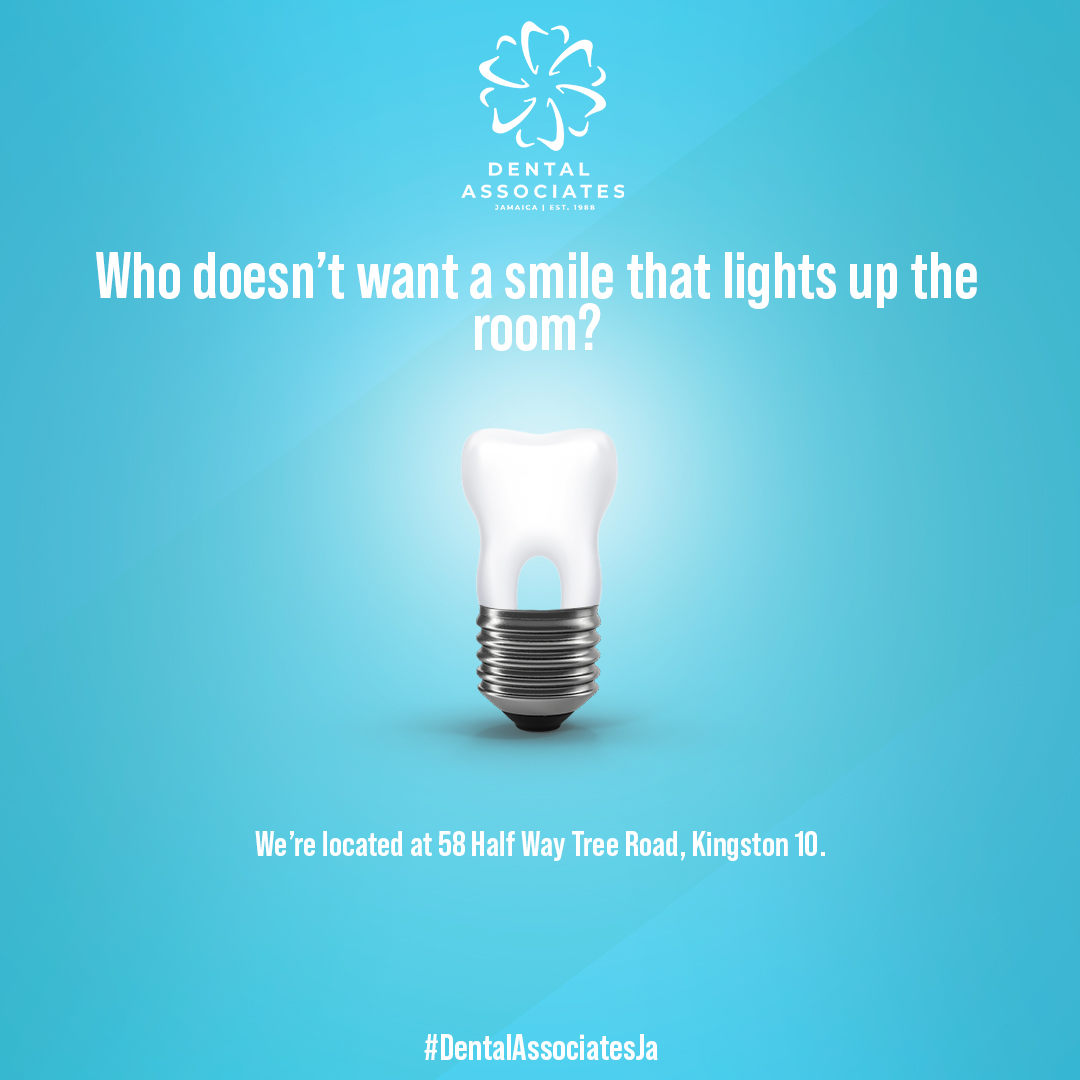 DENTAL
ASSOCIATES
JAMAICA | EST. 1988
Who doesn’t want a smile that lights up the
room?
We’re located at 58 Half Way Tree Road, Kingston 10.
#DentalAssociatesJa